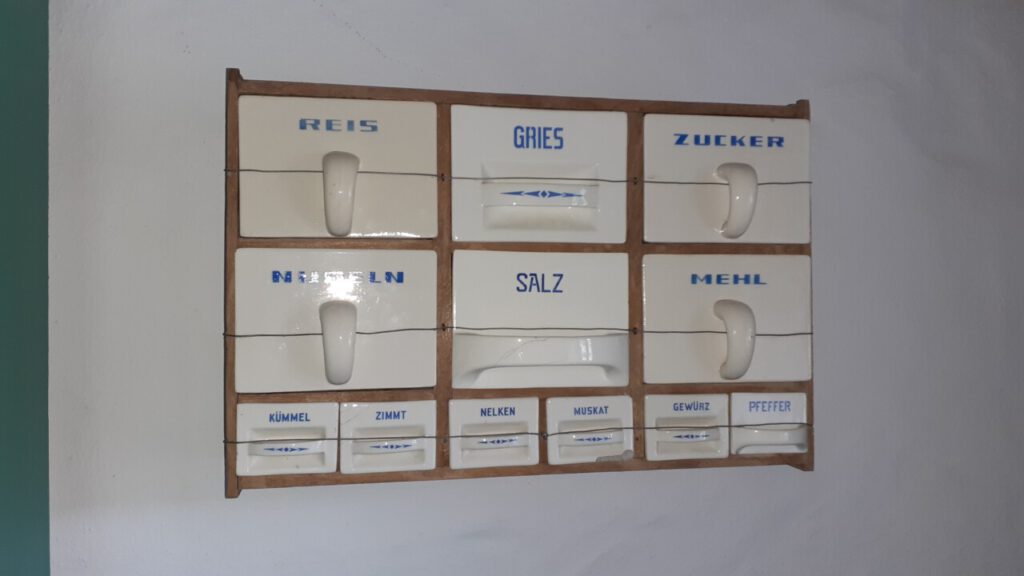 REIS
GRIES
ZUCKER
NUDELN
SALZ
MEHL
KÜMMEL
ZIMMT
NELKEN
MUSKAT
GEWÜRZ
PFEFFER